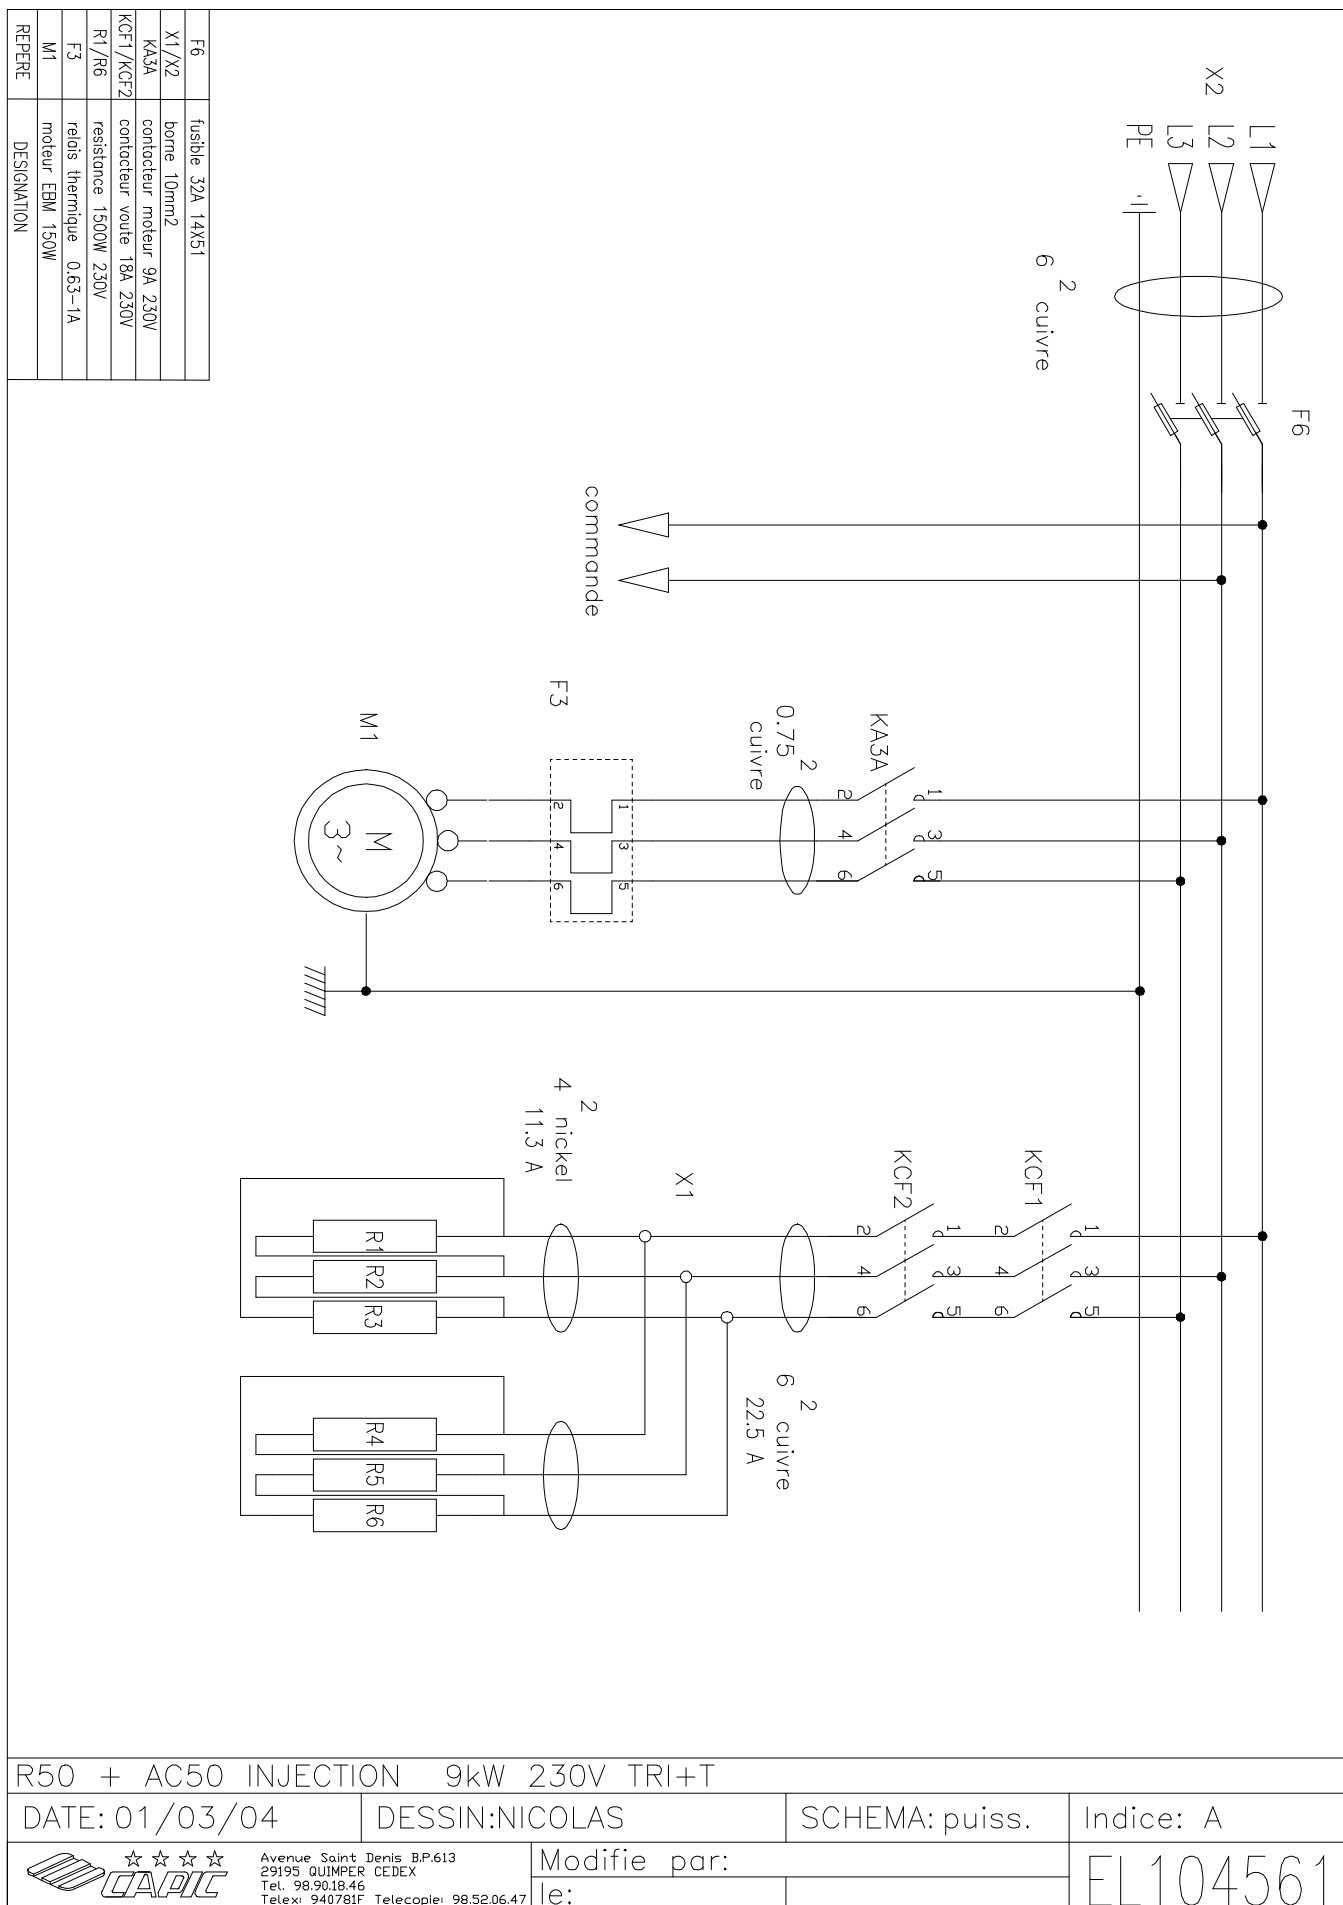 F6 fusible 32A 14X51
X1/X2 borne 10mm2
KA3A contacteur moteur 9A 230V
KCF1/KCF2 contacteur voute 18A 230V
R1/R6 resistance 1500W 230V
F3 relais thermique 0.63-1A
M1 moteur EBM 150W
REPERE DESIGNATION
X2
L1
L2
L3
PE
6 2 cuivre
F6
commande
KA3A
1 2
3 4
5 6
0.75 2
cuivre
F3
1 2
3 4
5 6
M1
M
3~
KCF1
1 2
3 4
5 6
KCF2
1 2
3 4
5 6
6 2 cuivre
22.5 A
X1
4 2 nickel
11.3 A
R1
R2
R3
R4
R5
R6
R50 + AC50 INJECTION 9kW 230V TRI+T
DATE: 01/03/04 DESSIN:NICOLAS SCHEMA: puiss. Indice: A
CAPIC
Avenue Saint Denis B.P.613
29195 QUIMPER CEDEX
Tel. 98.90.18.46
Telex: 940781F Telecopie: 98.52.06.47
Modifie par:
le:
EL104561